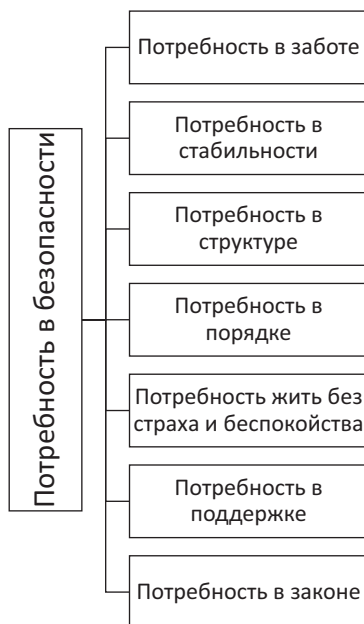 Потребность в безопасности
Потребность в заботе
Потребность в
стабильности
Потребность в
структуре
Потребность в
порядке
Потребность жить без
страха и беспокойства
Потребность в
поддержке
Потребность в законе